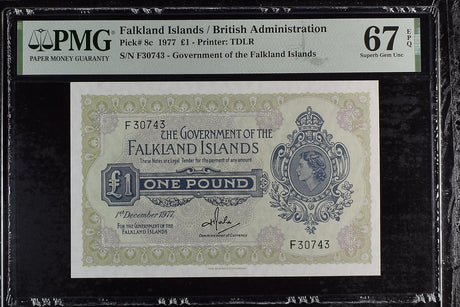 PMG
PAPER MONEY GUARANTY
Falkland Islands / British Administration
Pick# 8c 1977 £1 - Printer: TDLR
S/N F30743 - Government of the Falkland Islands
67 EPQ
Superb Gem Unc
F30743
THE GOVERNMENT OF THE
FALKLAND ISLANDS
These Notes are Legal Tender for the payment of any amount
£1 ONE POUND
1st December 1977.
FOR THE GOVERNMENT OF THE
FALKLAND ISLANDS
Commissioner of Currency
F30743